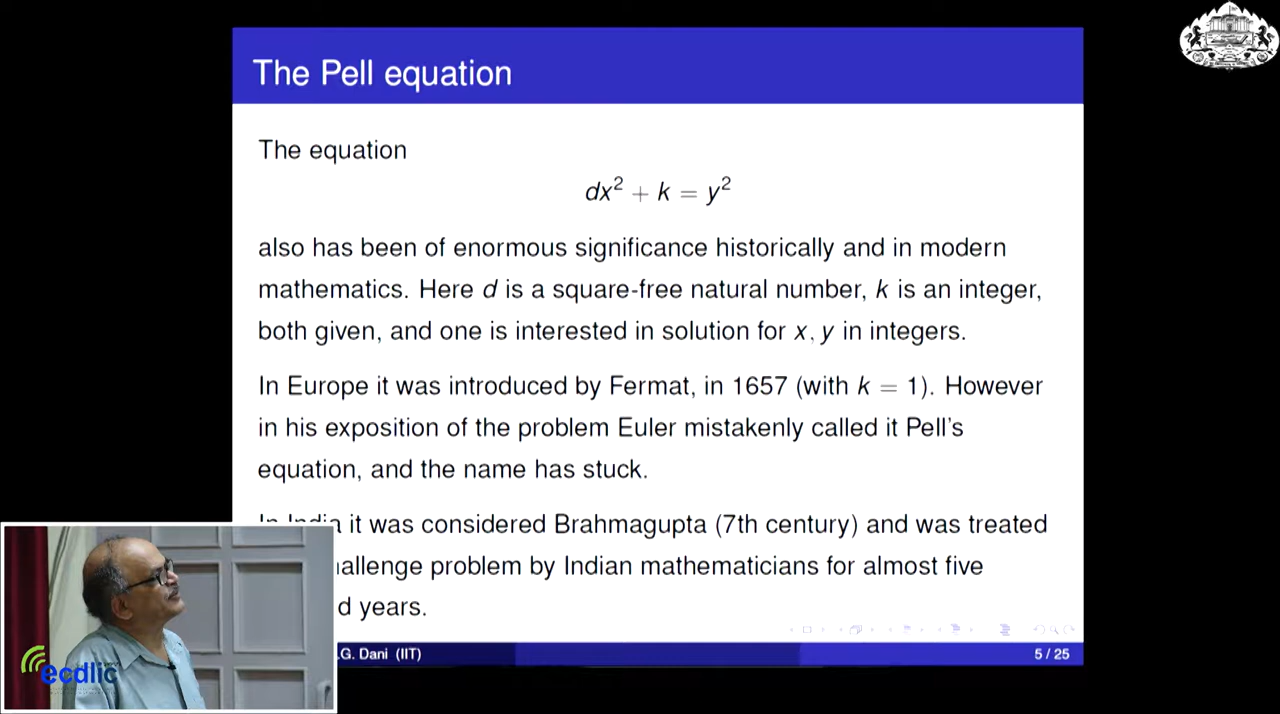 The Pell equation
The equation
dx² + k = y²
also has been of enormous significance historically and in modern
mathematics. Here d is a square-free natural number, k is an integer,
both given, and one is interested in solution for x, y in integers.
In Europe it was introduced by Fermat, in 1657 (with k = 1). However
in his exposition of the problem Euler mistakenly called it Pell's
equation, and the name has stuck.
it was considered Brahmagupta (7th century) and was treated
problem by Indian mathematicians for almost five
years.
.G. Dani (IIT)
5 / 25
ecdlic